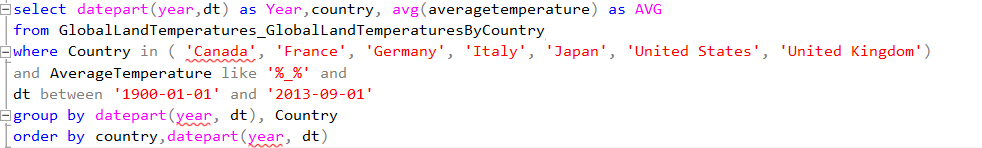 select datepart(year,dt) as Year,country, avg(averagetemperature) as AVG
from GlobalLandTemperatures_GlobalLandTemperaturesByCountry
where Country in ( 'Canada', 'France', 'Germany', 'Italy', 'Japan', 'United States', 'United Kingdom')
and AverageTemperature like '%_%' and
dt between '1900-01-01' and '2013-09-01'
group by datepart(year, dt), Country
order by country,datepart(year, dt)